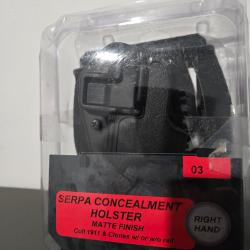 03
SERPA CONCEALMENT
HOLSTER
MATTE FINISH
Colt 1911 & Clones w/ or w/o rail
RIGHT
HAND